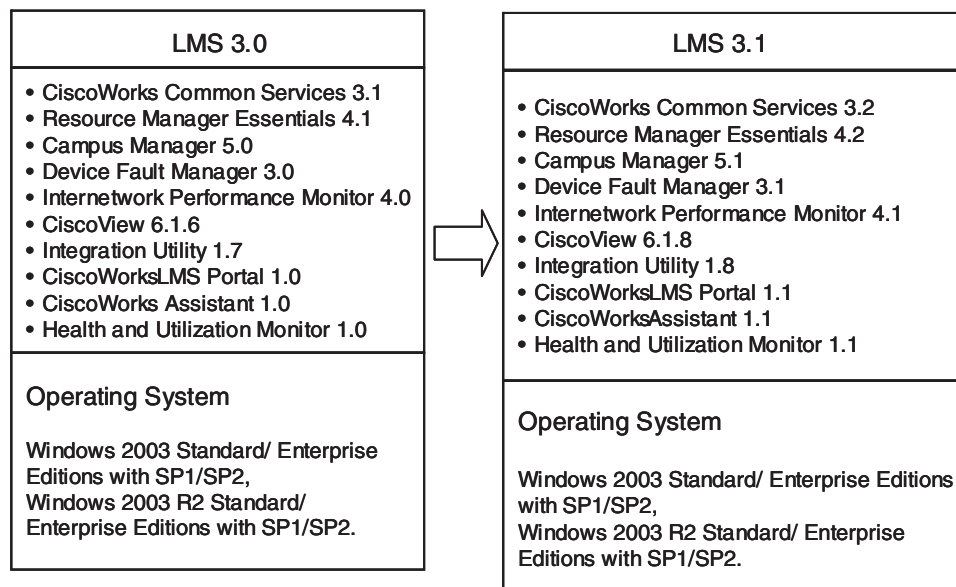 LMS 3.0
• CiscoWorks Common Services 3.1
• Resource Manager Essentials 4.1
• Campus Manager 5.0
• Device Fault Manager 3.0
• Internetwork Performance Monitor 4.0
• CiscoView 6.1.6
• Integration Utility 1.7
• CiscoWorksLMS Portal 1.0
• CiscoWorks Assistant 1.0
• Health and Utilization Monitor 1.0
Operating System
Windows 2003 Standard/ Enterprise
Editions with SP1/SP2,
Windows 2003 R2 Standard/
Enterprise Editions with SP1/SP2.
LMS 3.1
• CiscoWorks Common Services 3.2
• Resource Manager Essentials 4.2
• Campus Manager 5.1
• Device Fault Manager 3.1
• Internetwork Performance Monitor 4.1
• CiscoView 6.1.8
• Integration Utility 1.8
• CiscoWorksLMS Portal 1.1
• CiscoWorksAssistant 1.1
• Health and Utilization Monitor 1.1
Operating System
Windows 2003 Standard/ Enterprise Editions
with SP1/SP2,
Windows 2003 R2 Standard/ Enterprise
Editions with SP1/SP2.